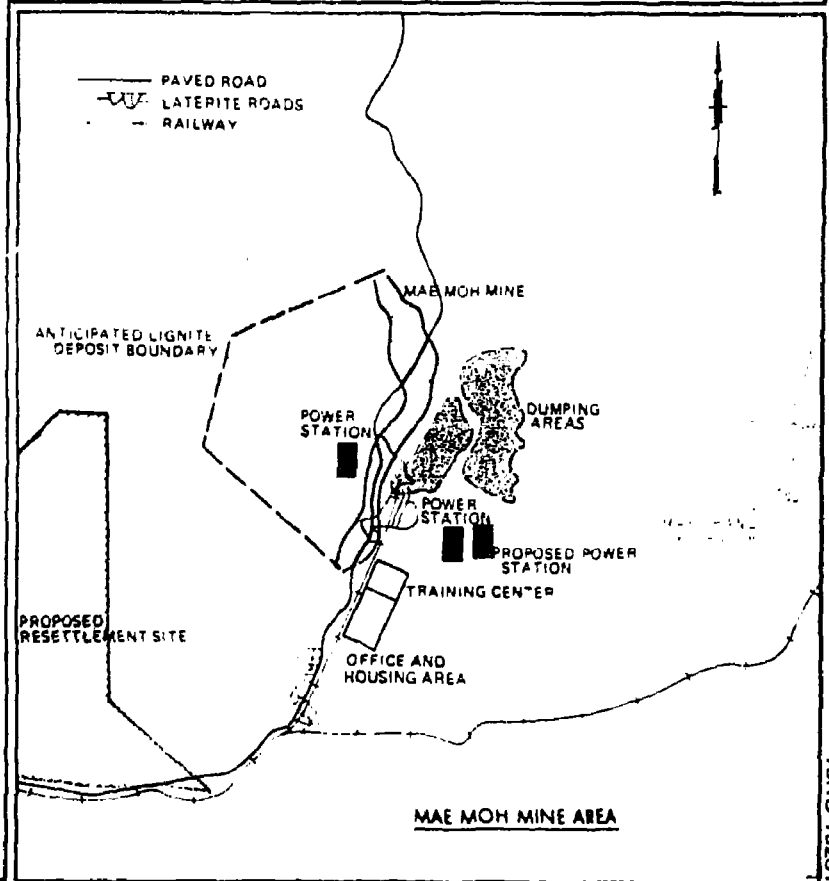 PAVED ROAD
LATERITE ROADS
RAILWAY
MAE MOH MINE
ANTICIPATED LIGNITE
DEPOSIT BOUNDARY
POWER
STATION
DUMPING
AREAS
POWER
STATION
PROPOSED POWER
STATION
TRAINING CENTER
PROPOSED
RESETTLEMENT SITE
OFFICE AND
HOUSING AREA
MAE MOH MINE AREA